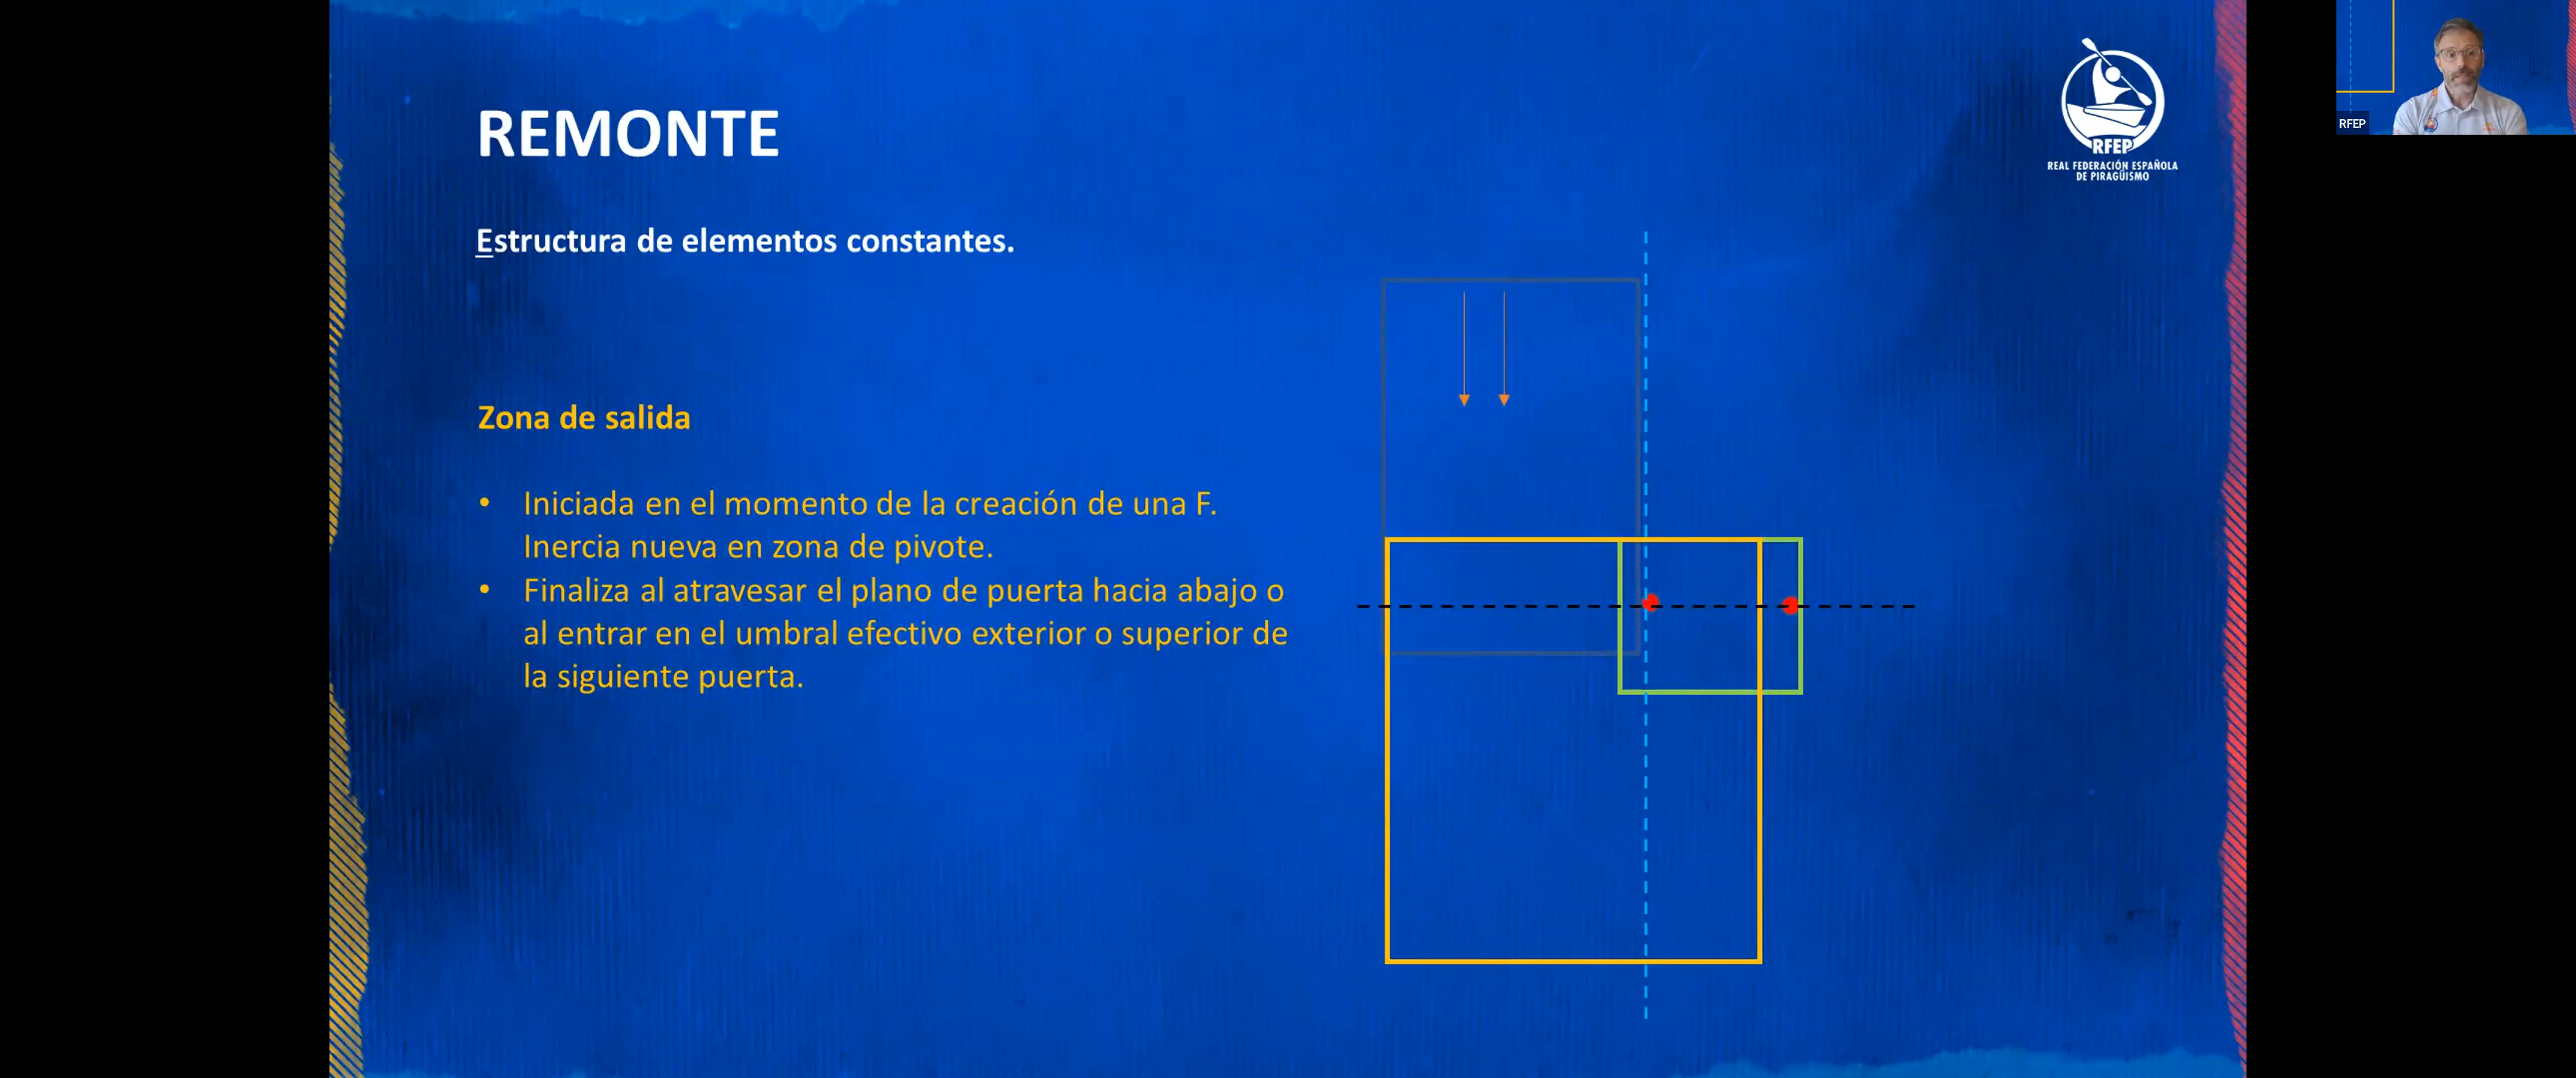 REMONTE
Estructura de elementos constantes.
Zona de salida
• Iniciada en el momento de la creación de una F.
Inercia nueva en zona de pivote.
• Finaliza al atravesar el plano de puerta hacia abajo o
al entrar en el umbral efectivo exterior o superior de
la siguiente puerta.
RFEP
REAL FEDERACIÓN ESPAÑOLA
DE PIRAGÜISMO
RFEP